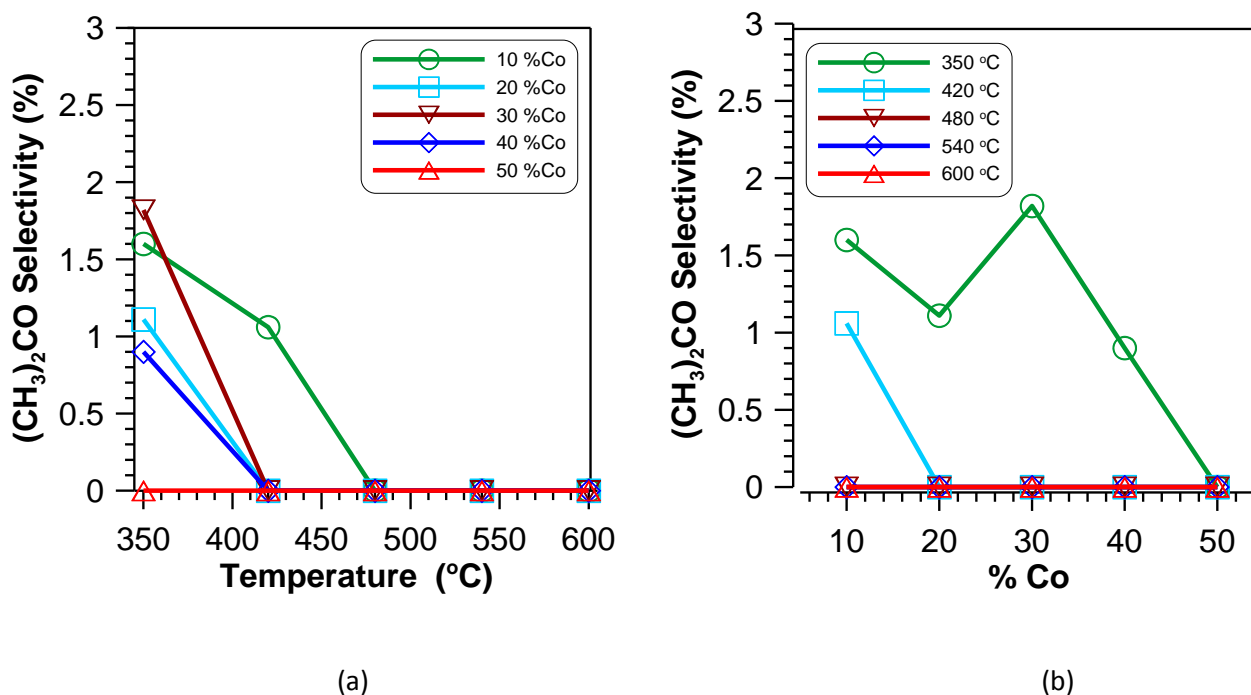 (CH3)2CO Selectivity (%)
3
2.5
2
1.5
1
0.5
0
350 400 450 500 550 600
Temperature (°C)
10 %Co
20 %Co
30 %Co
40 %Co
50 %Co
(a)
(CH3)2CO Selectivity (%)
3
2.5
2
1.5
1
0.5
0
10 20 30 40 50
% Co
350 °C
420 °C
480 °C
540 °C
600 °C
(b)